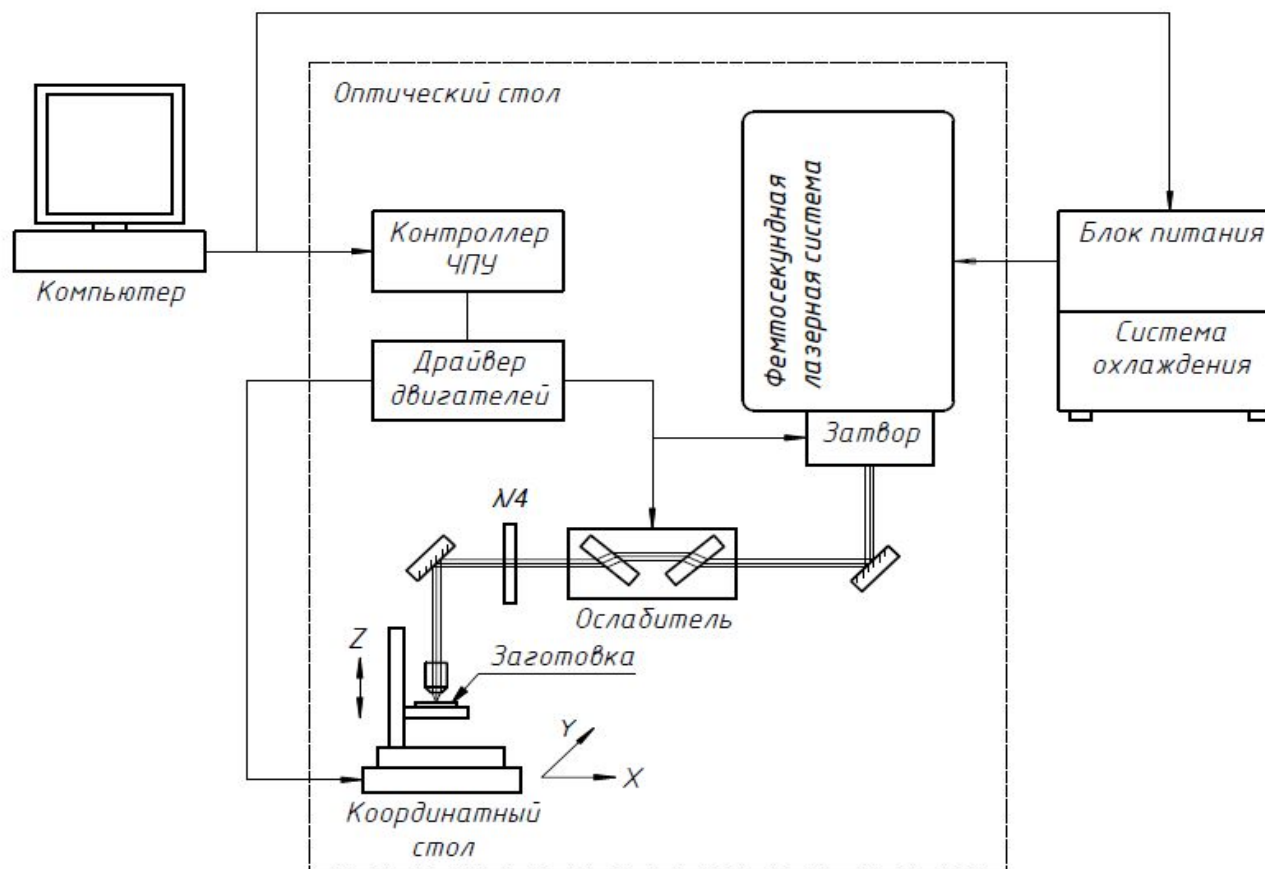 Оптический стол
Компьютер
Контроллер
ЧПУ
Драйвер
двигателей
Фемтосекундная
лазерная система
Затвор
Блок питания
Система
охлаждения
λ/4
Ослабитель
Z
Заготовка
Y
X
Координатный
стол